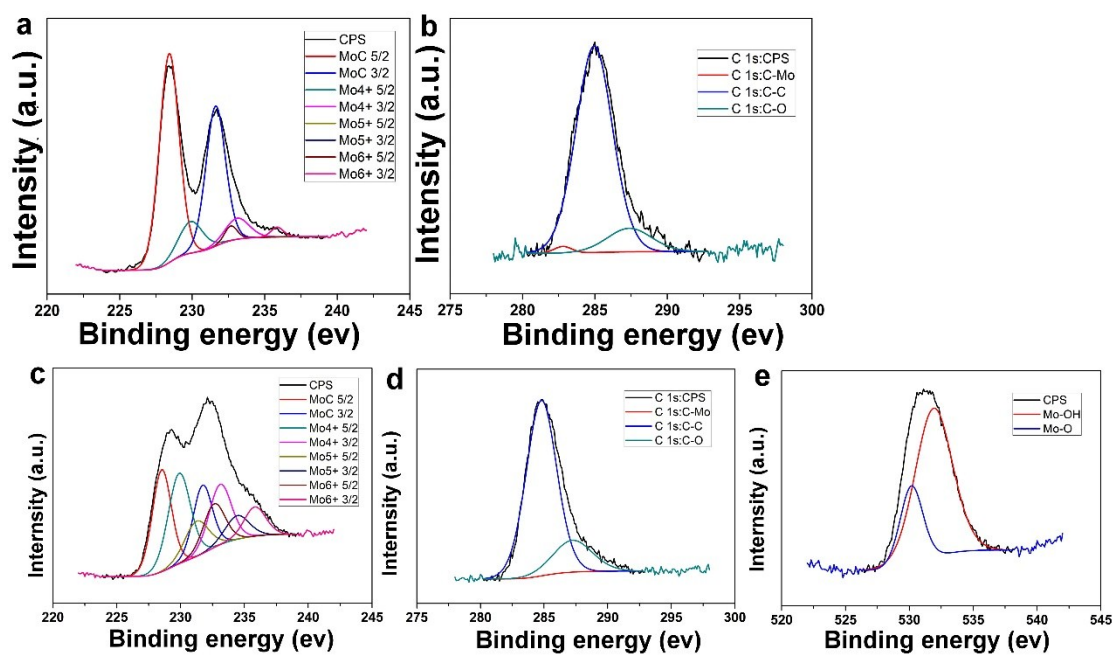 a
Intensity (a.u.)
CPS
MoC 5/2
MoC 3/2
Mo4+ 5/2
Mo4+ 3/2
Mo5+ 5/2
Mo5+ 3/2
Mo6+ 5/2
Mo6+ 3/2
220 225 230 235 240 245
Binding energy (ev)
b
Intensity (a.u.)
C 1s:CPS
C 1s:C-Mo
C 1s:C-C
C 1s:C-O
275 280 285 290 295 300
Binding energy (ev)
c
Internsity (a.u.)
CPS
MoC 5/2
MoC 3/2
Mo4+ 5/2
Mo4+ 3/2
Mo5+ 5/2
Mo5+ 3/2
Mo6+ 5/2
Mo6+ 3/2
220 225 230 235 240 245
Binding energy (ev)
d
Internsity (a.u.)
C 1s:CPS
C 1s:C-Mo
C 1s:C-C
C 1s:C-O
275 280 285 290 295 300
Binding energy (ev)
e
Internsity (a.u.)
CPS
Mo-OH
Mo-O
520 525 530 535 540 545
Binding energy (ev)